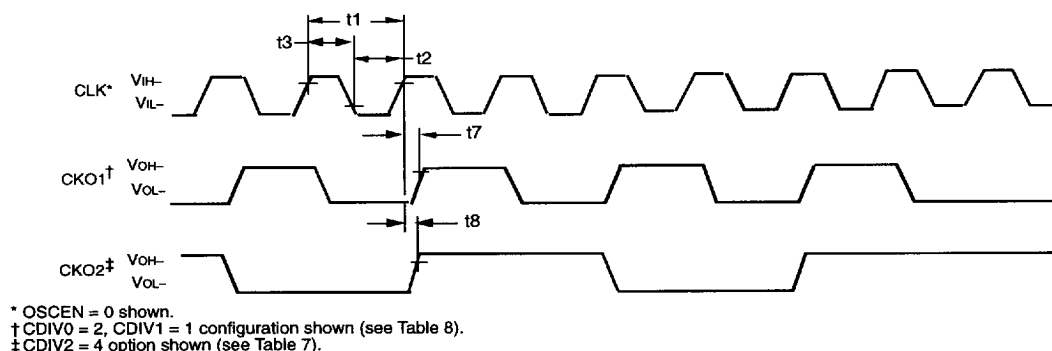 t1
t3
t2
CLK*
VIH–
VIL–
t7
CKO1†
VOH–
VOL–
t8
CKO2‡
VOH–
VOL–
* OSCEN = 0 shown.
† CDIV0 = 2, CDIV1 = 1 configuration shown (see Table 8).
‡ CDIV2 = 4 option shown (see Table 7).